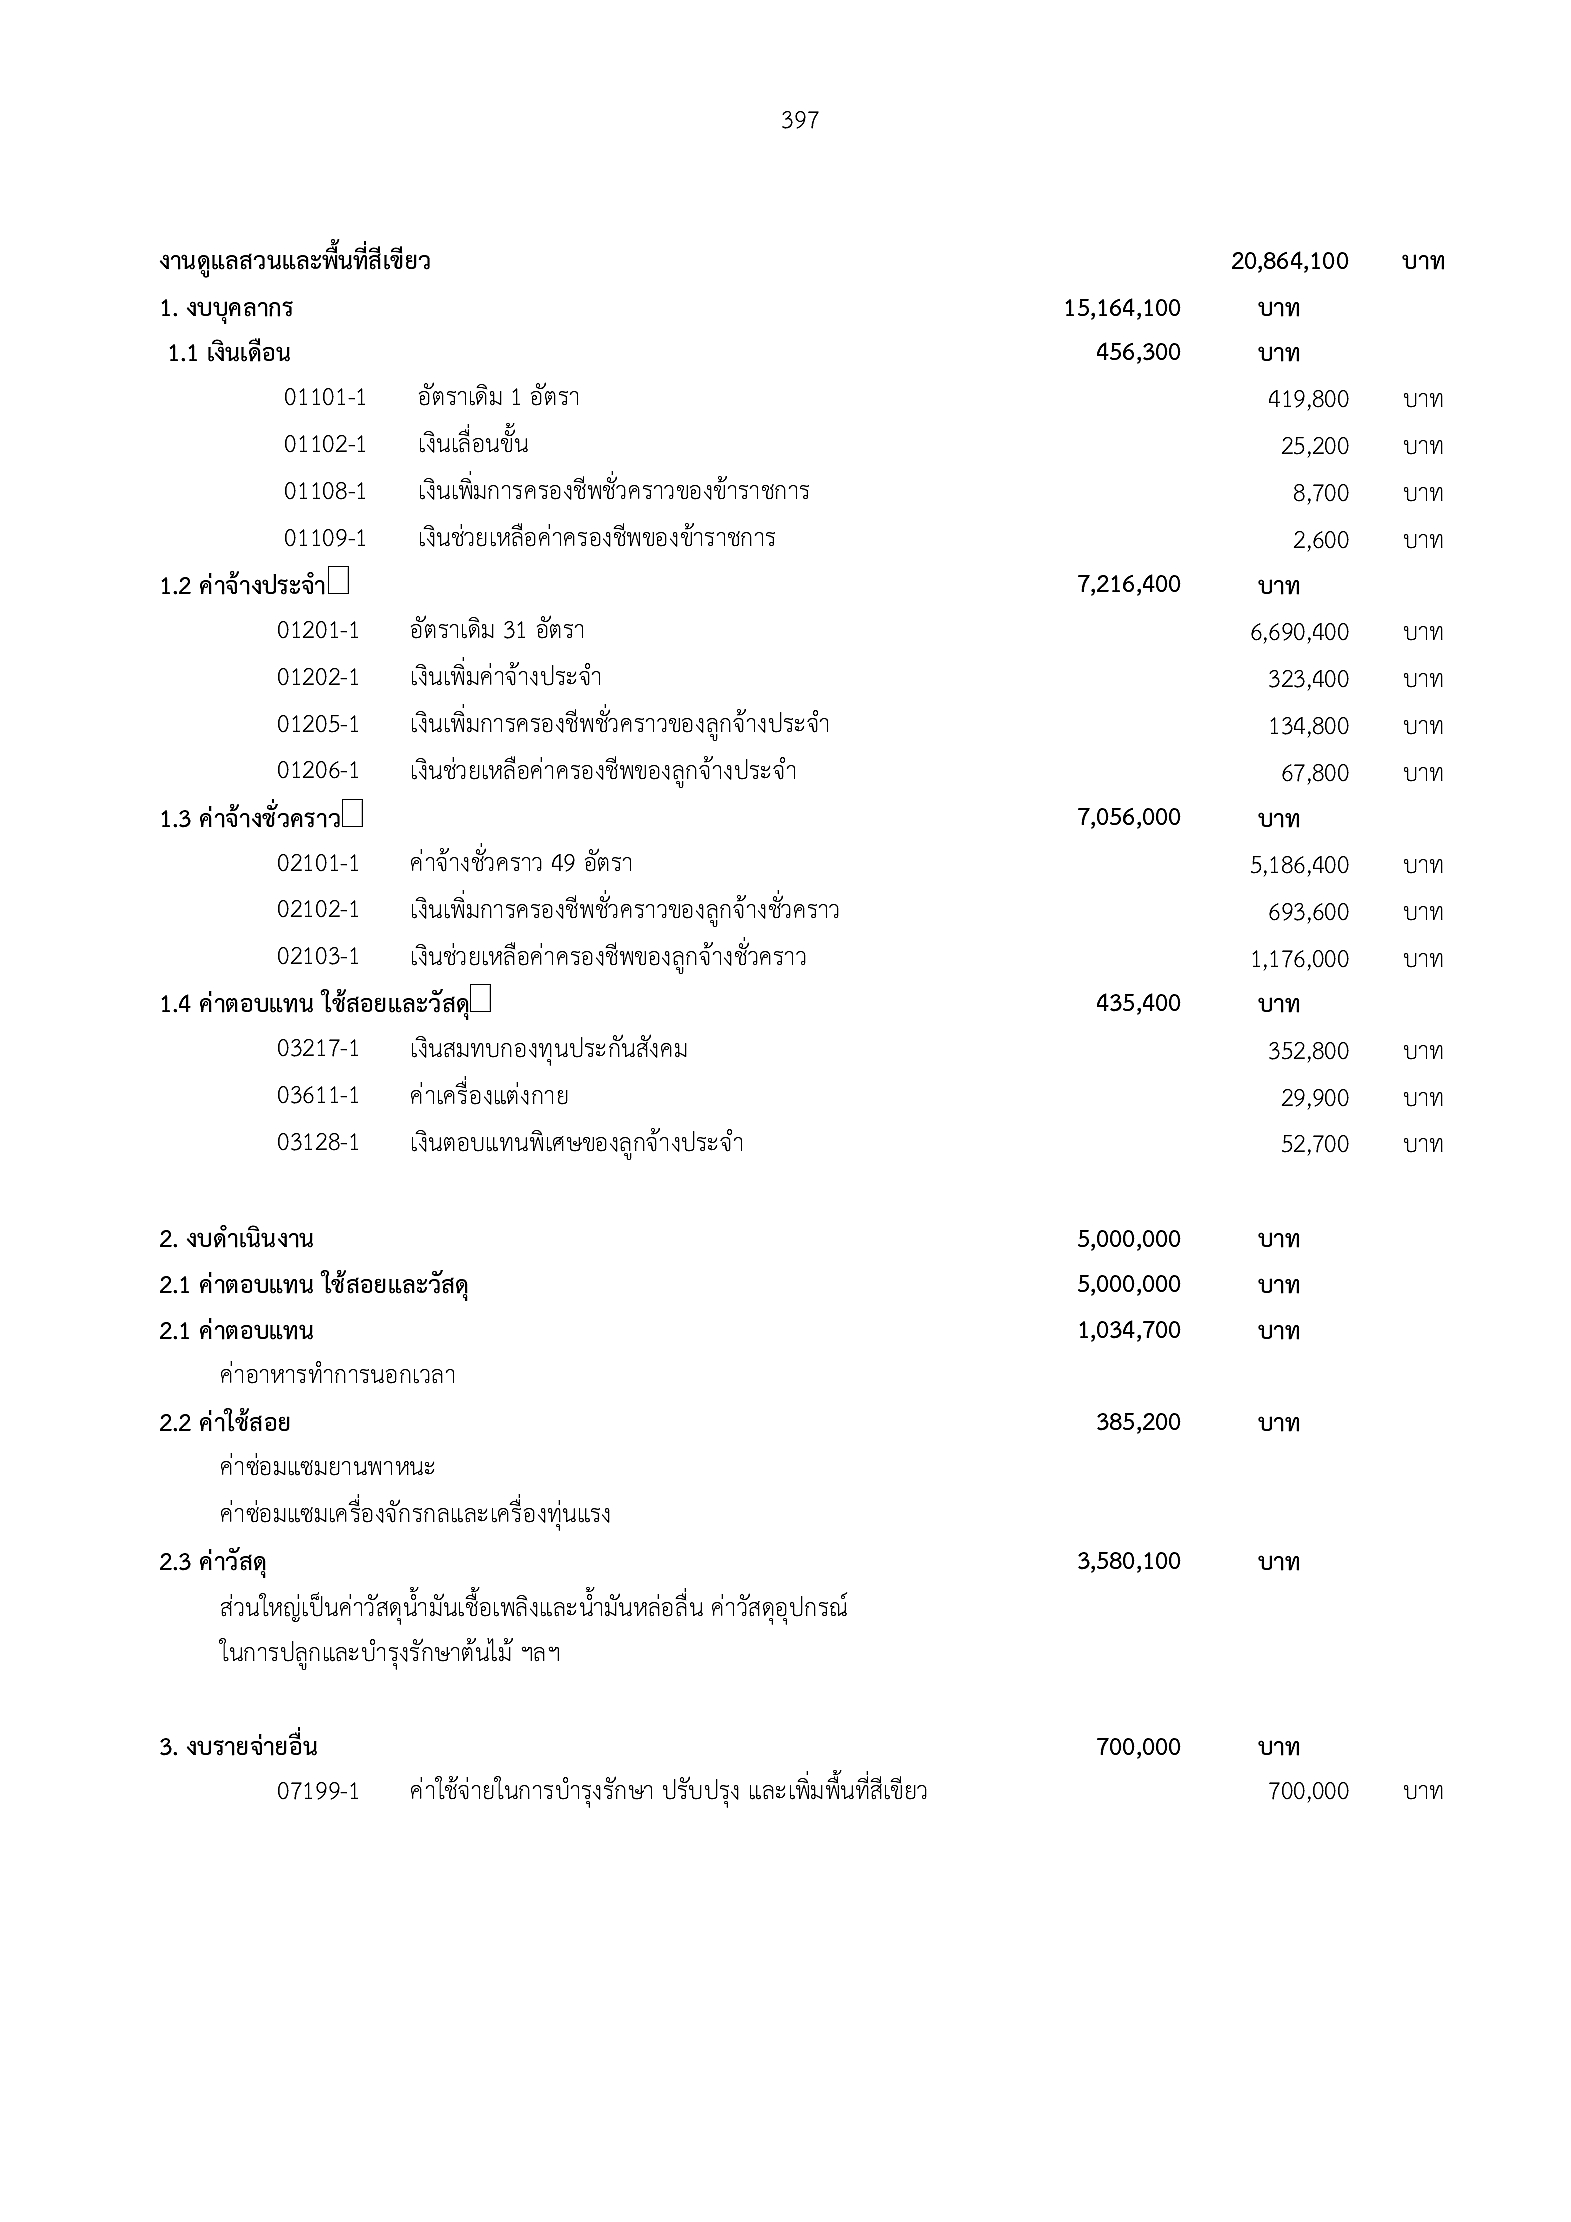 397
งานดูแลสวนและพื้นที่สีเขียว 20,864,100 บาท
1. งบบุคลากร 15,164,100 บาท
1.1 เงินเดือน 456,300 บาท
01101-1 อัตราเดิม 1 อัตรา 419,800 บาท
01102-1 เงินเลื่อนขั้น 25,200 บาท
01108-1 เงินเพิ่มการครองชีพชั่วคราวของข้าราชการ 8,700 บาท
01109-1 เงินช่วยเหลือค่าครองชีพของข้าราชการ 2,600 บาท
1.2 ค่าจ้างประจำ 7,216,400 บาท
01201-1 อัตราเดิม 31 อัตรา 6,690,400 บาท
01202-1 เงินเพิ่มค่าจ้างประจำ 323,400 บาท
01205-1 เงินเพิ่มการครองชีพชั่วคราวของลูกจ้างประจำ 134,800 บาท
01206-1 เงินช่วยเหลือค่าครองชีพของลูกจ้างประจำ 67,800 บาท
1.3 ค่าจ้างชั่วคราว 7,056,000 บาท
02101-1 ค่าจ้างชั่วคราว 49 อัตรา 5,186,400 บาท
02102-1 เงินเพิ่มการครองชีพชั่วคราวของลูกจ้างชั่วคราว 693,600 บาท
02103-1 เงินช่วยเหลือค่าครองชีพของลูกจ้างชั่วคราว 1,176,000 บาท
1.4 ค่าตอบแทน ใช้สอยและวัสดุ 435,400 บาท
03217-1 เงินสมทบกองทุนประกันสังคม 352,800 บาท
03611-1 ค่าเครื่องแต่งกาย 29,900 บาท
03128-1 เงินตอบแทนพิเศษของลูกจ้างประจำ 52,700 บาท
2. งบดำเนินงาน 5,000,000 บาท
2.1 ค่าตอบแทน ใช้สอยและวัสดุ 5,000,000 บาท
2.1 ค่าตอบแทน 1,034,700 บาท
ค่าอาหารทำการนอกเวลา
2.2 ค่าใช้สอย 385,200 บาท
ค่าซ่อมแซมยานพาหนะ
ค่าซ่อมแซมเครื่องจักรกลและเครื่องทุ่นแรง
2.3 ค่าวัสดุ 3,580,100 บาท
ส่วนใหญ่เป็นค่าวัสดุน้ำมันเชื้อเพลิงและน้ำมันหล่อลื่น ค่าวัสดุอุปกรณ์
ในการปลูกและบำรุงรักษาต้นไม้ ฯลฯ
3. งบรายจ่ายอื่น 700,000 บาท
07199-1 ค่าใช้จ่ายในการบำรุงรักษา ปรับปรุง และเพิ่มพื้นที่สีเขียว 700,000 บาท